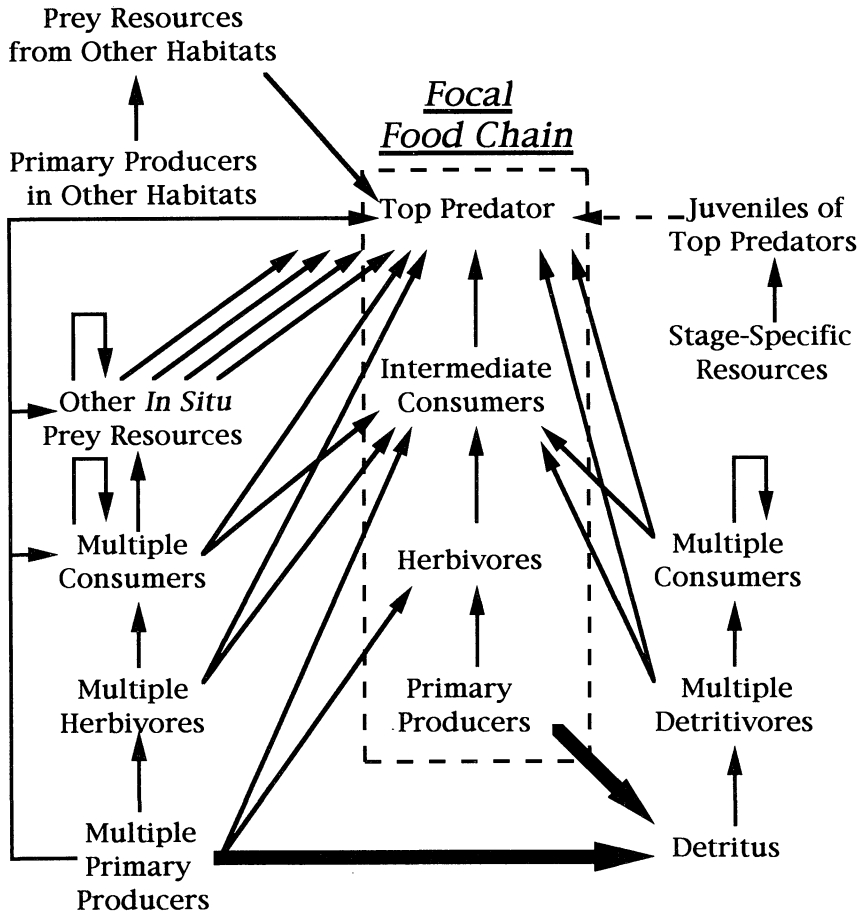 Prey Resources
from Other Habitats
Focal
Food Chain
Primary Producers
in Other Habitats
Top Predator
Juveniles of
Top Predators
Stage-Specific
Resources
Intermediate
Consumers
Other In Situ
Prey Resources
Multiple
Consumers
Herbivores
Multiple
Consumers
Multiple
Herbivores
Primary
Producers
Multiple
Detritivores
Multiple
Primary
Producers
Detritus